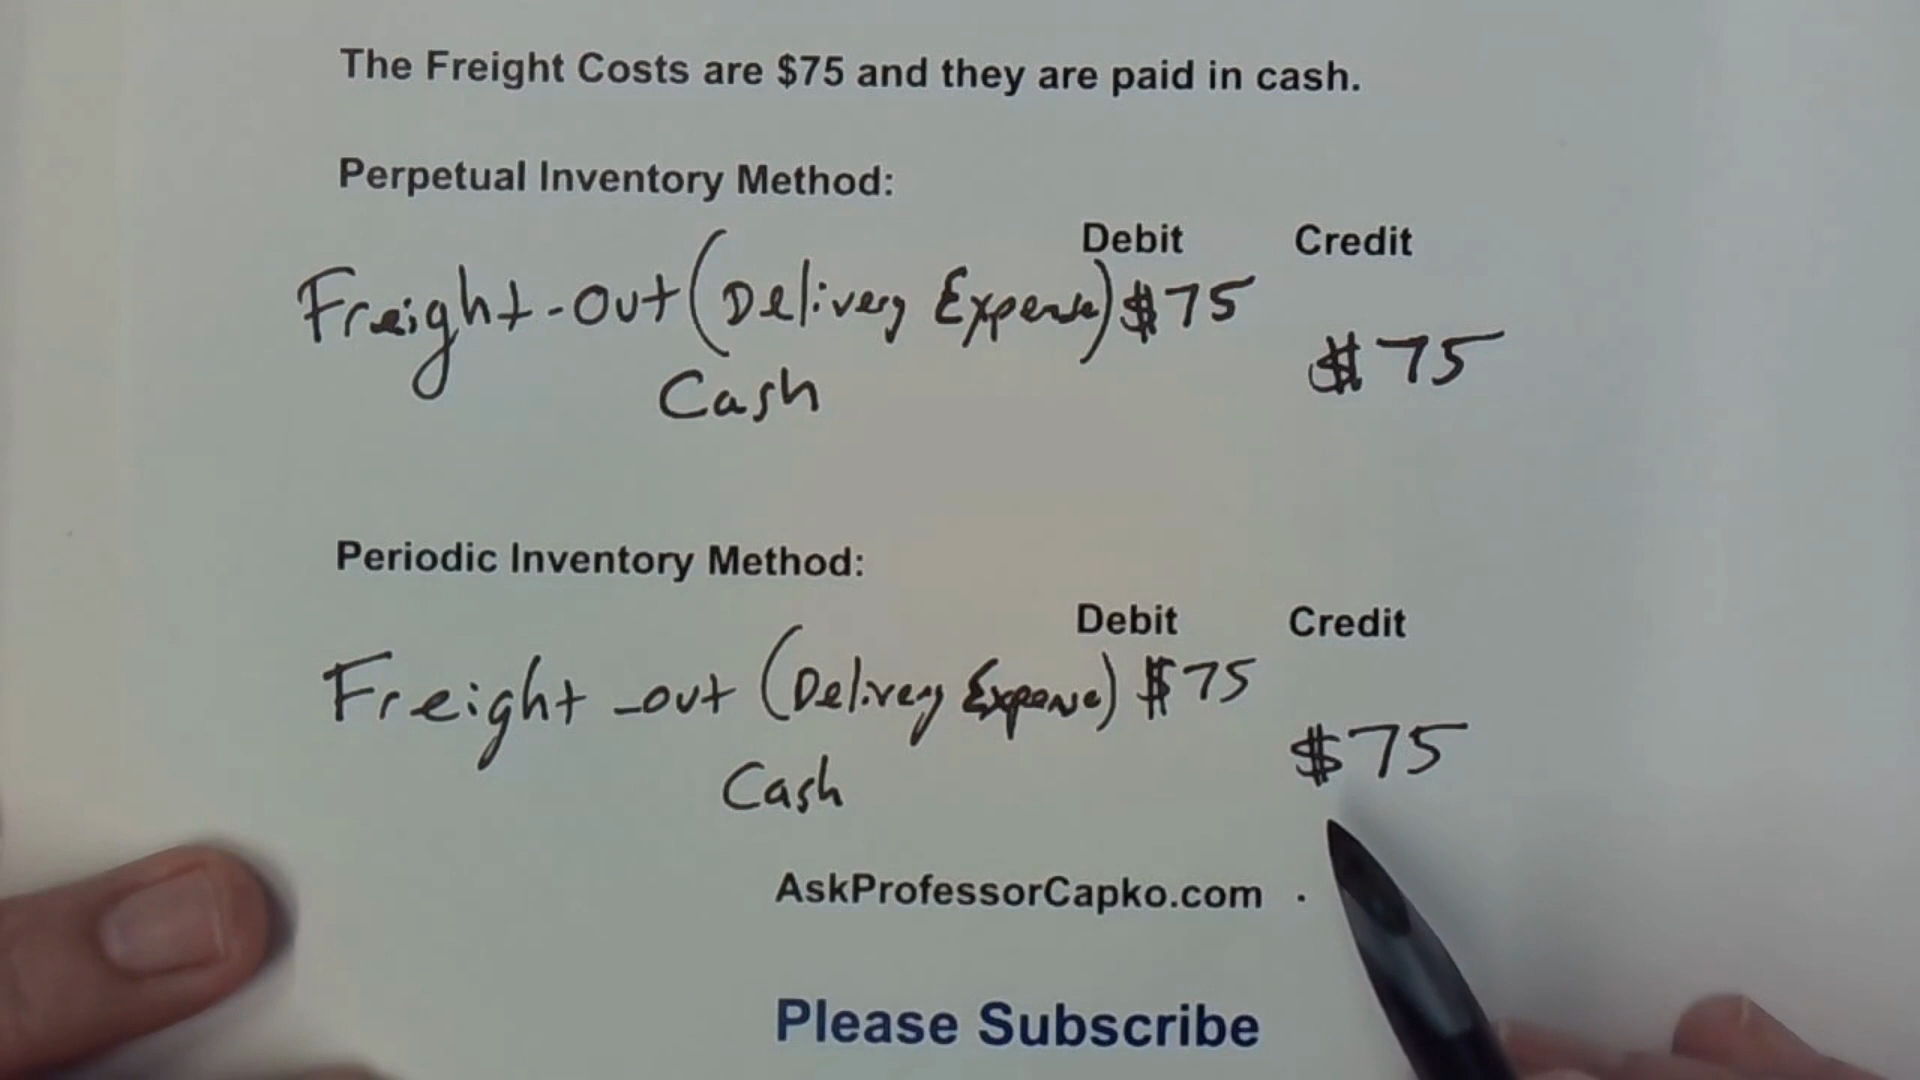 The Freight Costs are $75 and they are paid in cash.
Perpetual Inventory Method:
Debit Credit
Freight-Out (Delivery Expense) $75
Cash $75
Periodic Inventory Method:
Debit Credit
Freight-out (Delivery Expense) $75
Cash $75
AskProfessorCapko.com .
Please Subscribe